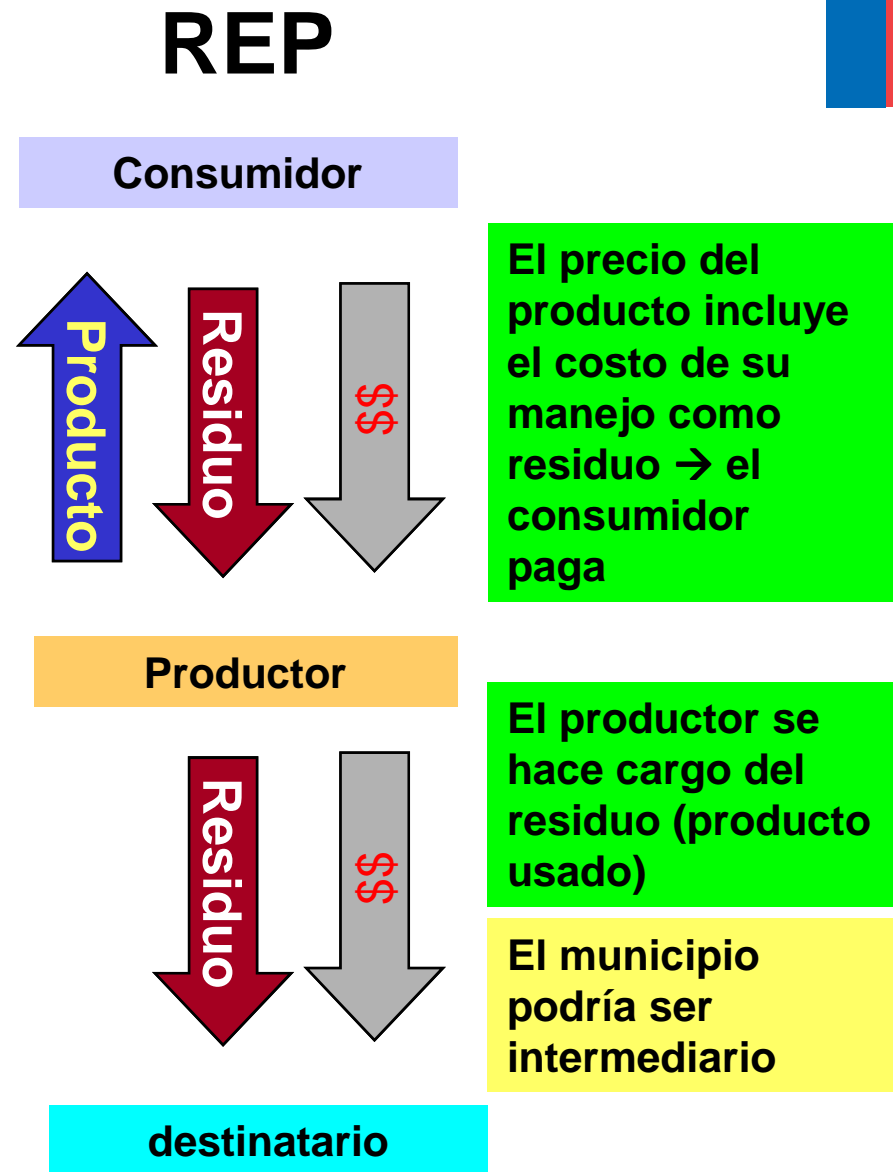 REP
Consumidor
Producto
Residuo
$$
El precio del
producto incluye
el costo de su
manejo como
residuo → el
consumidor
paga
Productor
Residuo
$$
El productor se
hace cargo del
residuo (producto
usado)
El municipio
podría ser
intermediario
destinatario